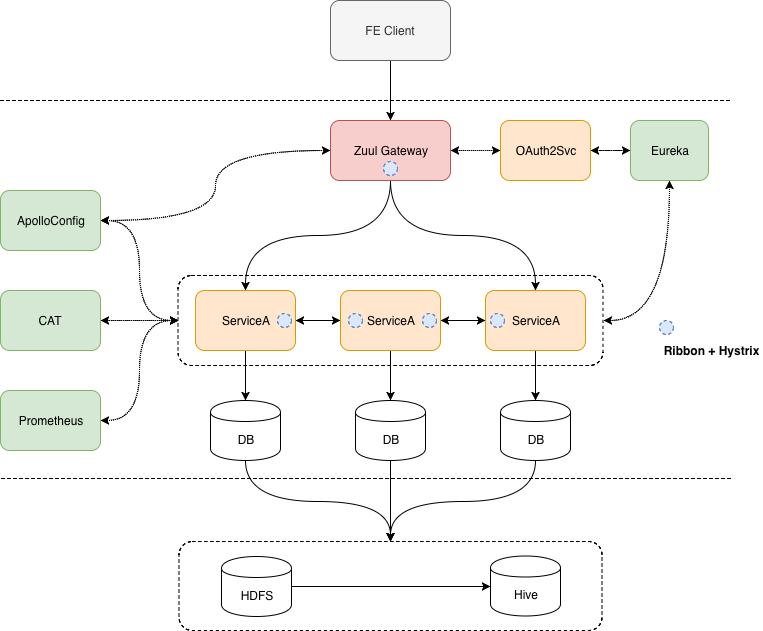 FE Client
Zuul Gateway
OAuth2Svc
Eureka
ApolloConfig
CAT
Prometheus
ServiceA
ServiceA
ServiceA
Ribbon + Hystrix
DB
DB
DB
HDFS
Hive